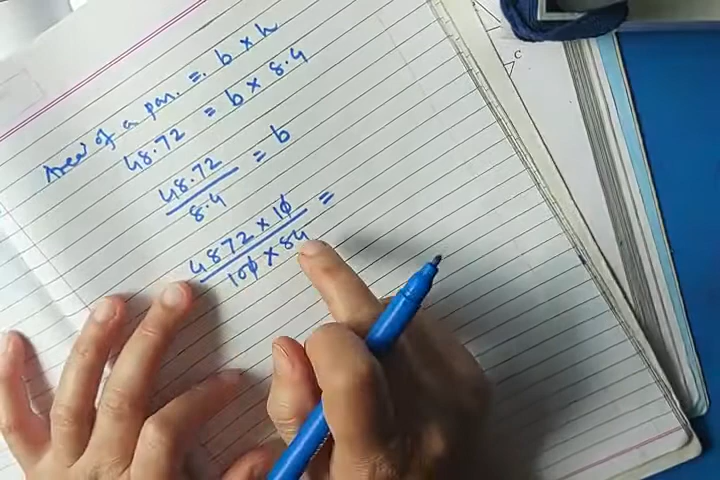 Area of a par. = b × h
48.72 = b × 8.4
48.72 / 8.4 = b
4872 × 10 / 100 × 84 =
C